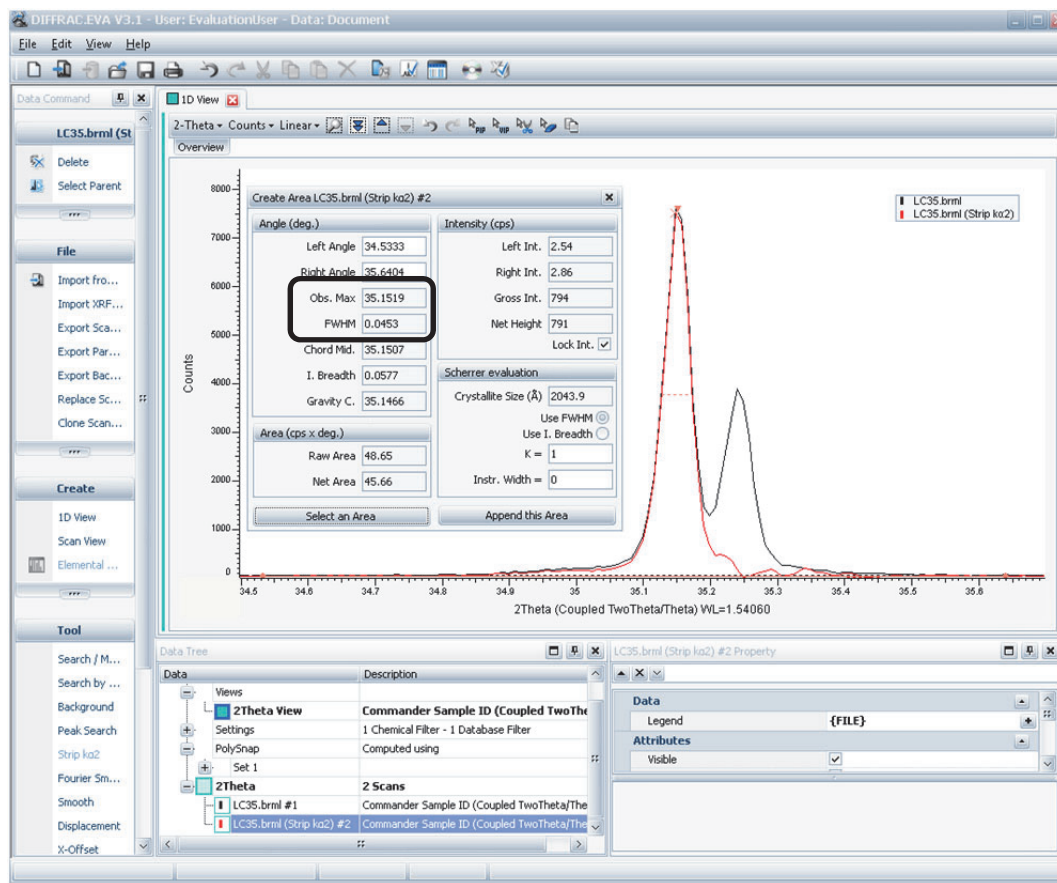 DIFFRAC.EVA V3.1 - User: EvaluationUser - Data: Document
File Edit View Help
Data Command
LC35.brml (St
Delete
Select Parent
File
Import fro...
Import XRF...
Export Sca...
Export Par...
Export Bac...
Replace Sc...
Clone Scan...
Create
1D View
Scan View
Elemental ...
Tool
Search / M...
Search by ...
Background
Peak Search
Strip kα2
Fourier Sm...
Smooth
Displacement
X-Offset
1D View
2-Theta Counts Linear
Overview
Create Area LC35.brml (Strip kα2) #2
Angle (deg.)
Left Angle 34.5333
Right Angle 35.6404
Obs. Max 35.1519
FWHM 0.0453
Chord Mid. 35.1507
I. Breadth 0.0577
Gravity C. 35.1466
Area (cps x deg.)
Raw Area 48.65
Net Area 45.66
Select an Area
Intensity (cps)
Left Int. 2.54
Right Int. 2.86
Gross Int. 794
Net Height 791
Lock Int.
Scherrer evaluation
Crystallite Size (Å) 2043.9
Use FWHM
Use I. Breadth
K = 1
Instr. Width = 0
Append this Area
LC35.brml
LC35.brml (Strip kα2)
Counts
8000
7000
6000
5000
4000
3000
2000
1000
0
34.5 34.6 34.7 34.8 34.9 35 35.1 35.2 35.3 35.4 35.5 35.6
2Theta (Coupled TwoTheta/Theta) WL=1.54060
Data Tree
Data Description
Views
2Theta View Commander Sample ID (Coupled TwoThe
Settings 1 Chemical Filter - 1 Database Filter
PolySnap Computed using
Set 1
2Theta 2 Scans
LC35.brml #1 Commander Sample ID (Coupled TwoTheta/The
LC35.brml (Strip kα2) #2 Commander Sample ID (Coupled TwoTheta/The
LC35.brml (Strip kα2) #2 Property
Data
Legend {FILE}
Attributes
Visible